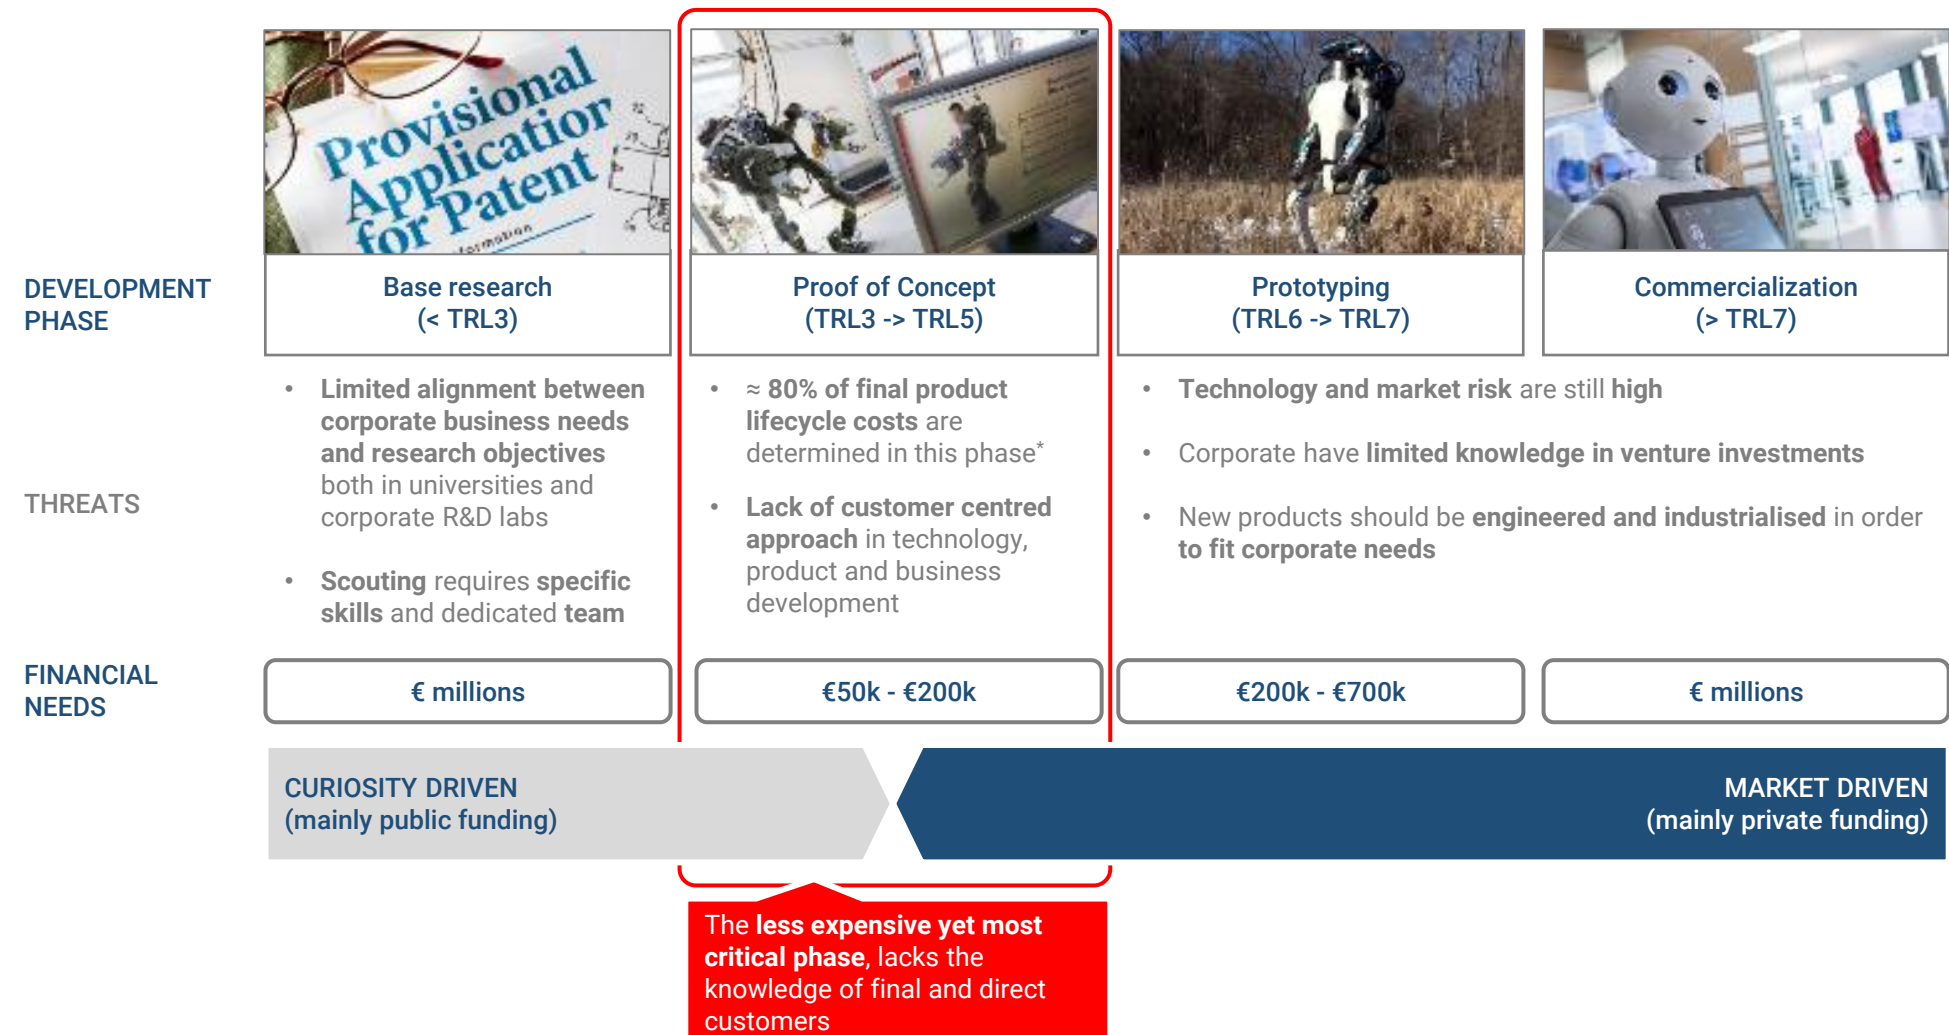 Provisional
Application
for Patent
DEVELOPMENT
PHASE
Base research
(< TRL3)
Proof of Concept
(TRL3 -> TRL5)
Prototyping
(TRL6 -> TRL7)
Commercialization
(> TRL7)
THREATS
• Limited alignment between
corporate business needs
and research objectives
both in universities and
corporate R&D labs
• Scouting requires specific
skills and dedicated team
• ≈ 80% of final product
lifecycle costs are
determined in this phase*
• Lack of customer centred
approach in technology,
product and business
development
• Technology and market risk are still high
• Corporate have limited knowledge in venture investments
• New products should be engineered and industrialised in order
to fit corporate needs
FINANCIAL
NEEDS
€ millions
€50k - €200k
€200k - €700k
€ millions
CURIOSITY DRIVEN
(mainly public funding)
MARKET DRIVEN
(mainly private funding)
The less expensive yet most
critical phase, lacks the
knowledge of final and direct
customers